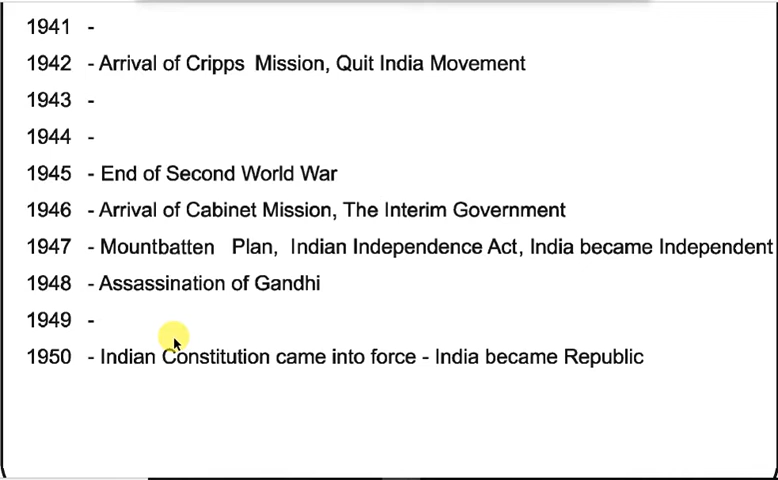 1941 -
1942 - Arrival of Cripps Mission, Quit India Movement
1943 -
1944 -
1945 - End of Second World War
1946 - Arrival of Cabinet Mission, The Interim Government
1947 - Mountbatten Plan, Indian Independence Act, India became Independent
1948 - Assassination of Gandhi
1949 -
1950 - Indian Constitution came into force - India became Republic